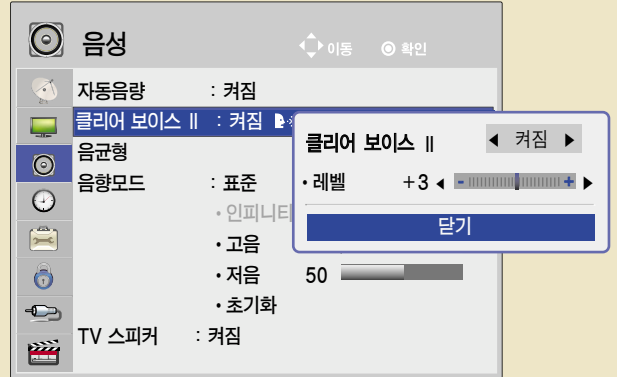 음성
이동 확인
자동음량 : 켜짐
클리어 보이스 Ⅱ : 켜짐
음균형
음향모드 : 표준
• 인피니티
• 고음
• 저음 50
• 초기화
TV 스피커 : 켜짐
클리어 보이스 Ⅱ ◀ 켜짐 ▶
• 레벨 +3 ◀ - + ▶
닫기